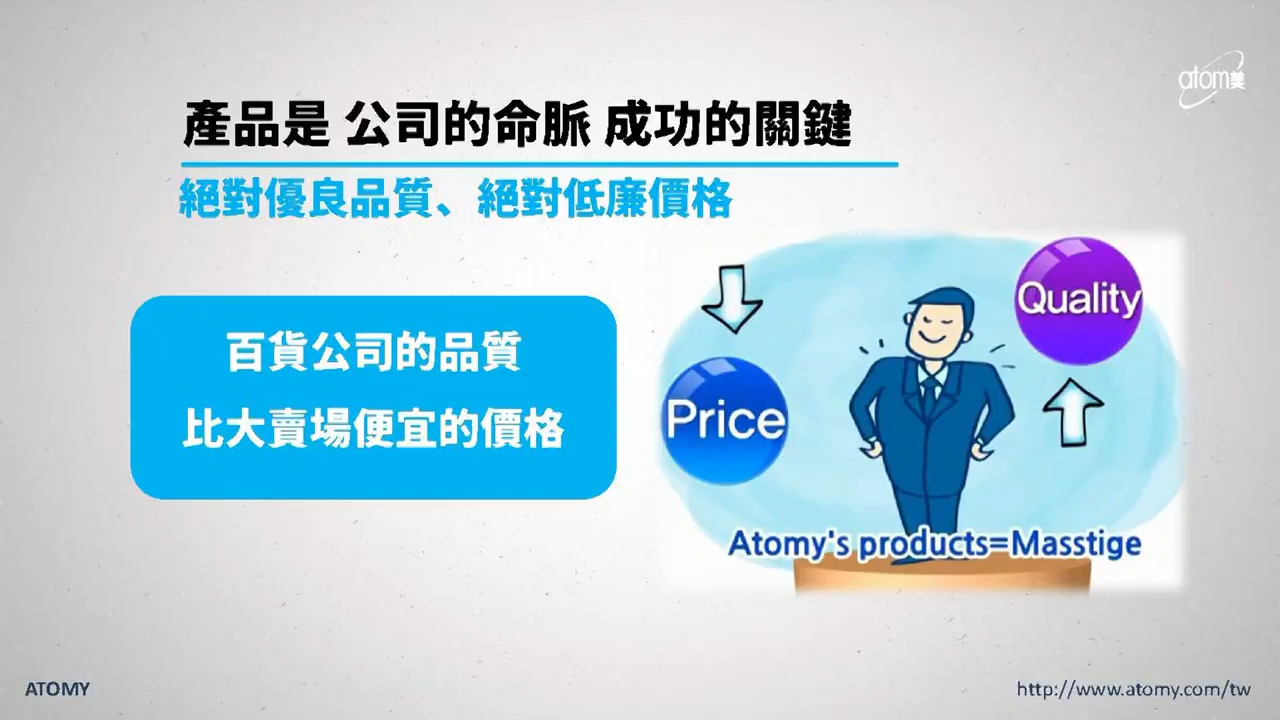 atom美
產品是 公司的命脈 成功的關鍵
絕對優良品質、絕對低廉價格
百貨公司的品質
比大賣場便宜的價格
Price
Quality
Atomy's products=Masstige
ATOMY
http://www.atomy.com/tw